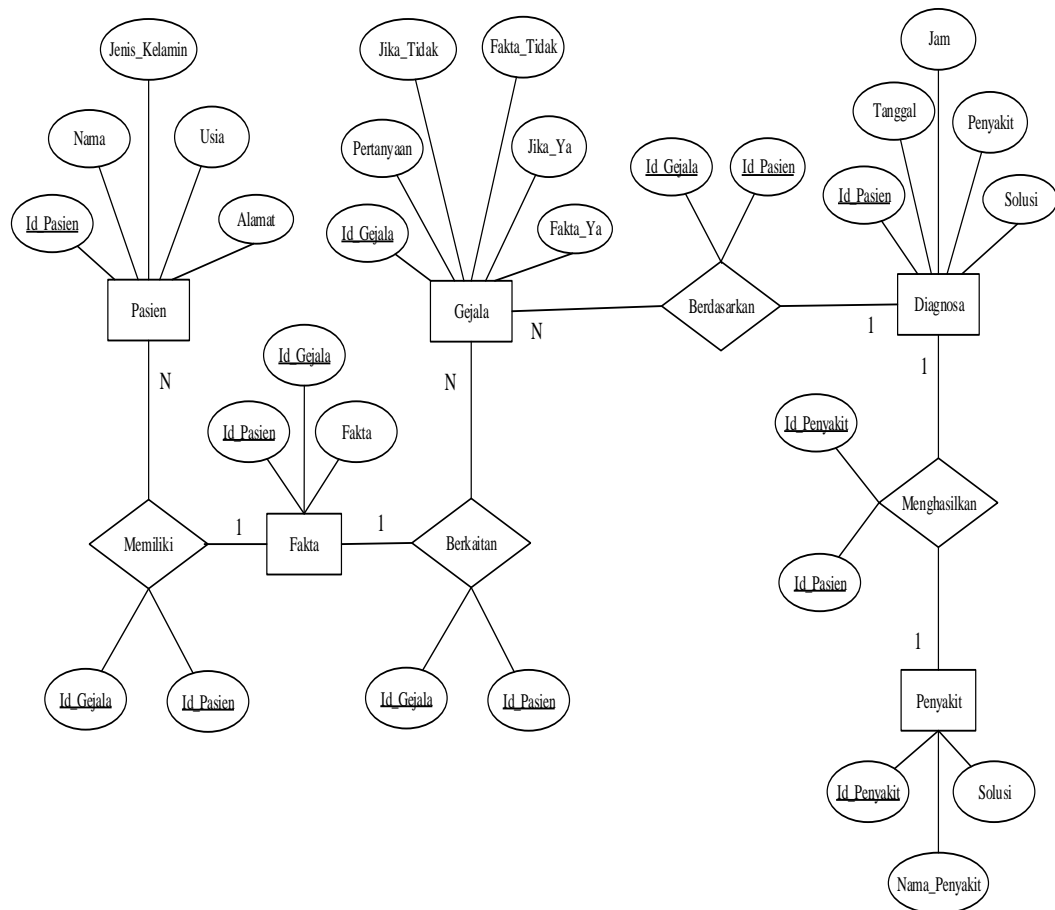 Jenis_Kelamin
Nama
Usia
Id_Pasien
Alamat
Pasien
N
Jika_Tidak
Fakta_Tidak
Pertanyaan
Jika_Ya
Id_Gejala
Fakta_Ya
Gejala
N
N
Id_Gejala
Id_Pasien
Berdasarkan
1
Jam
Tanggal
Penyakit
Id_Pasien
Solusi
Diagnosa
1
Id_Gejala
Id_Pasien
Fakta
Memiliki
1
Fakta
1
Berkaitan
Id_Gejala
Id_Pasien
Id_Gejala
Id_Pasien
Id_Penyakit
Menghasilkan
Id_Pasien
1
Penyakit
Id_Penyakit
Solusi
Nama_Penyakit